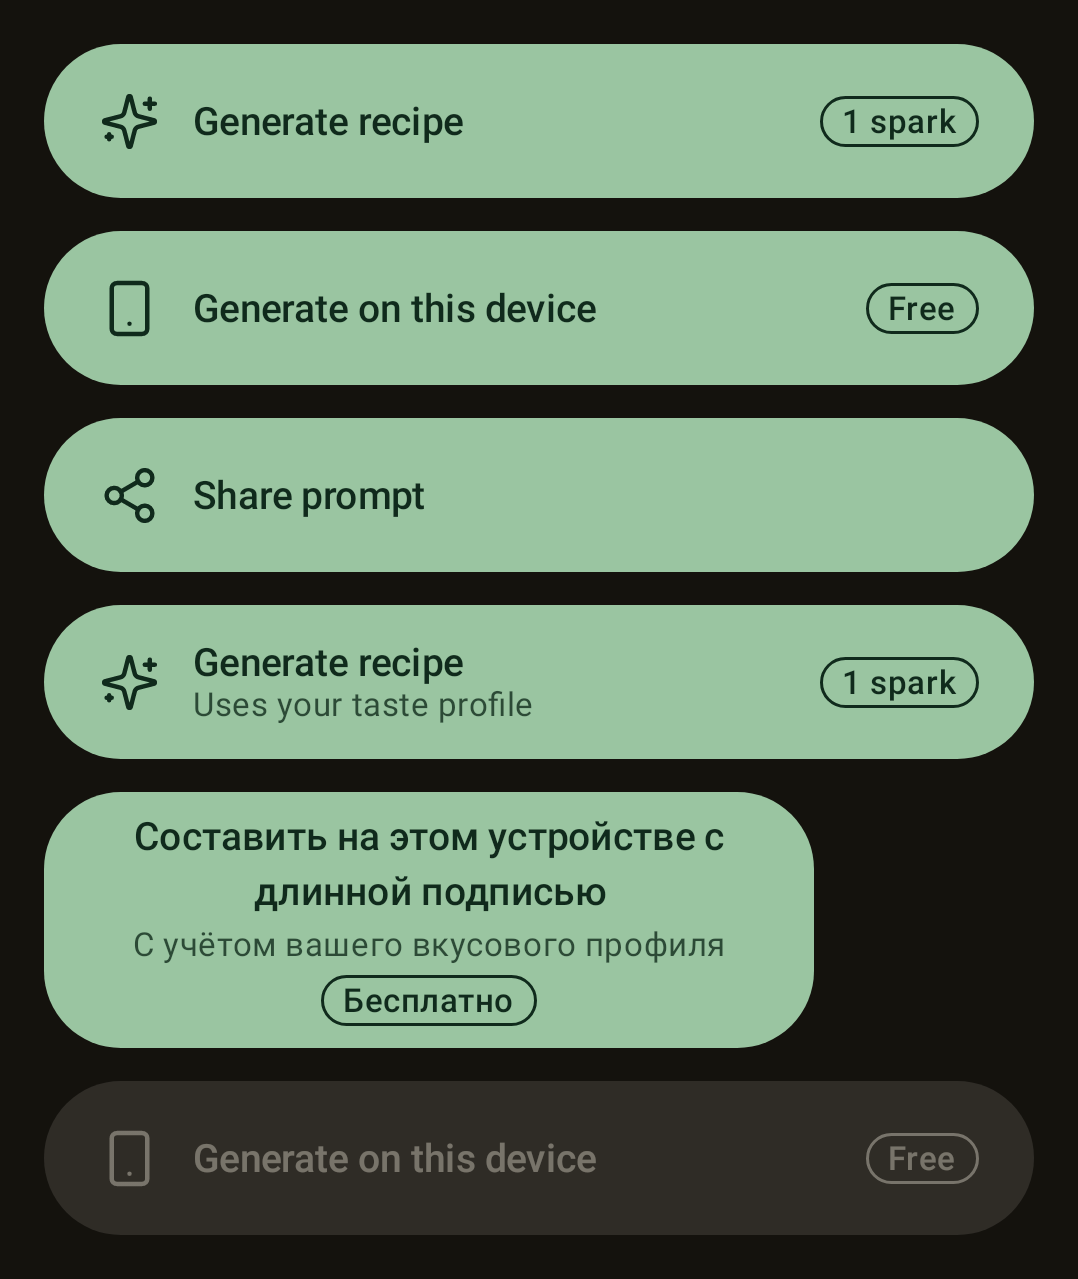 Generate recipe 1 spark
Generate on this device Free
Share prompt
Generate recipe 1 spark
Uses your taste profile
Составить на этом устройстве с
длинной подписью
С учётом вашего вкусового профиля
Бесплатно
Generate on this device Free